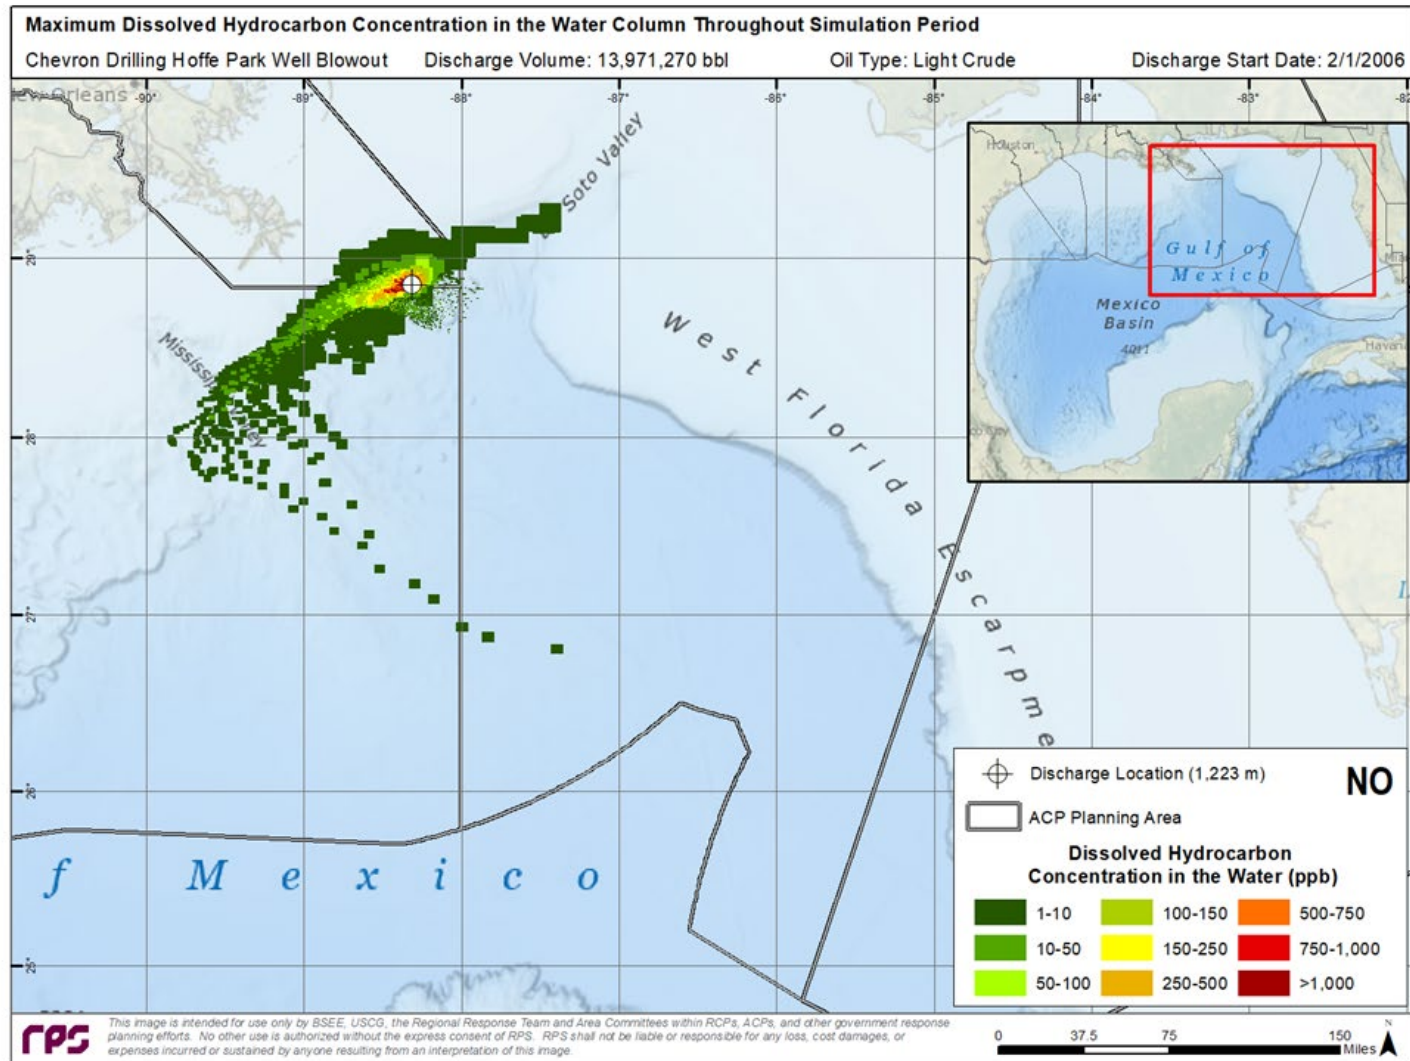 Maximum Dissolved Hydrocarbon Concentration in the Water Column Throughout Simulation Period
Chevron Drilling Hoffe Park Well Blowout Discharge Volume: 13,971,270 bbl Oil Type: Light Crude Discharge Start Date: 2/1/2006
Orleans
-90° -89° -88° -87° -86° -85° -84° -83°
Soto Valley
29°
28°
27°
26°
25°
West Florida
Houston
Gulf of
Mexico
Mexico
Basin
4011
Havana
f Mexico
Discharge Location (1,223 m)
NO
ACP Planning Area
Dissolved Hydrocarbon
Concentration in the Water (ppb)
1-10 100-150 500-750
10-50 150-250 750-1,000
50-100 250-500 >1,000
rps
This image is intended for use only by BSEE, USCG, the Regional Response Team and Area Committees within RCPs, ACPs, and other government response
planning efforts. No other use is authorized without the express consent of RPS. RPS shall not be liable or responsible for any loss, cost damages, or
expenses incurred or sustained by anyone resulting from an interpretation of this image.
0 37.5 75 150
Miles
N